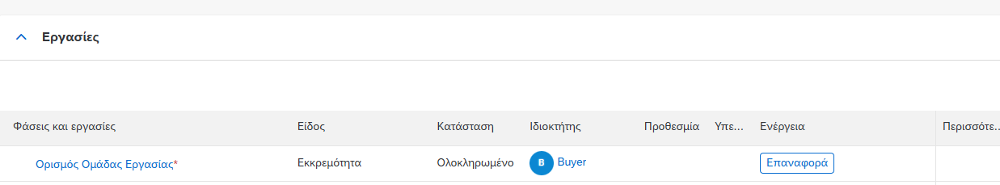 Εργασίες
Φάσεις και εργασίες Είδος Κατάσταση Ιδιοκτήτης Προθεσμία Υπε... Ενέργεια Περισσότε...
Ορισμός Ομάδας Εργασίας* Εκκρεμότητα Ολοκληρωμένο B Buyer Επαναφορά